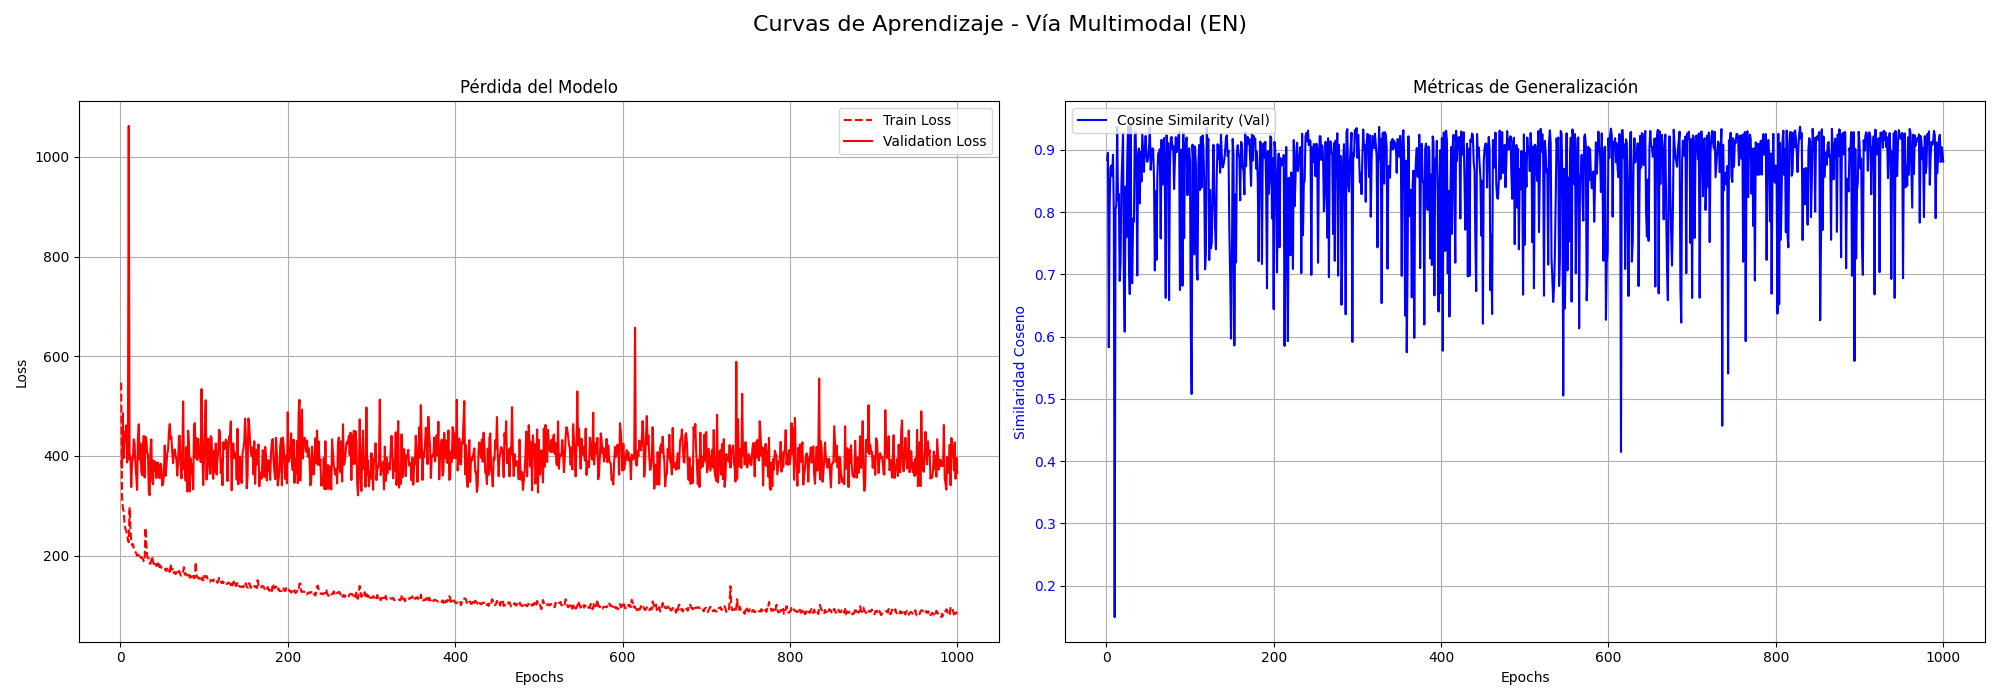 Curvas de Aprendizaje - Vía Multimodal (EN)
Pérdida del Modelo
Train Loss
Validation Loss
Loss
1000
800
600
400
200
0 200 400 600 800 1000
Epochs
Métricas de Generalización
Cosine Similarity (Val)
Similaridad Coseno
0.9
0.8
0.7
0.6
0.5
0.4
0.3
0.2
0 200 400 600 800 1000
Epochs